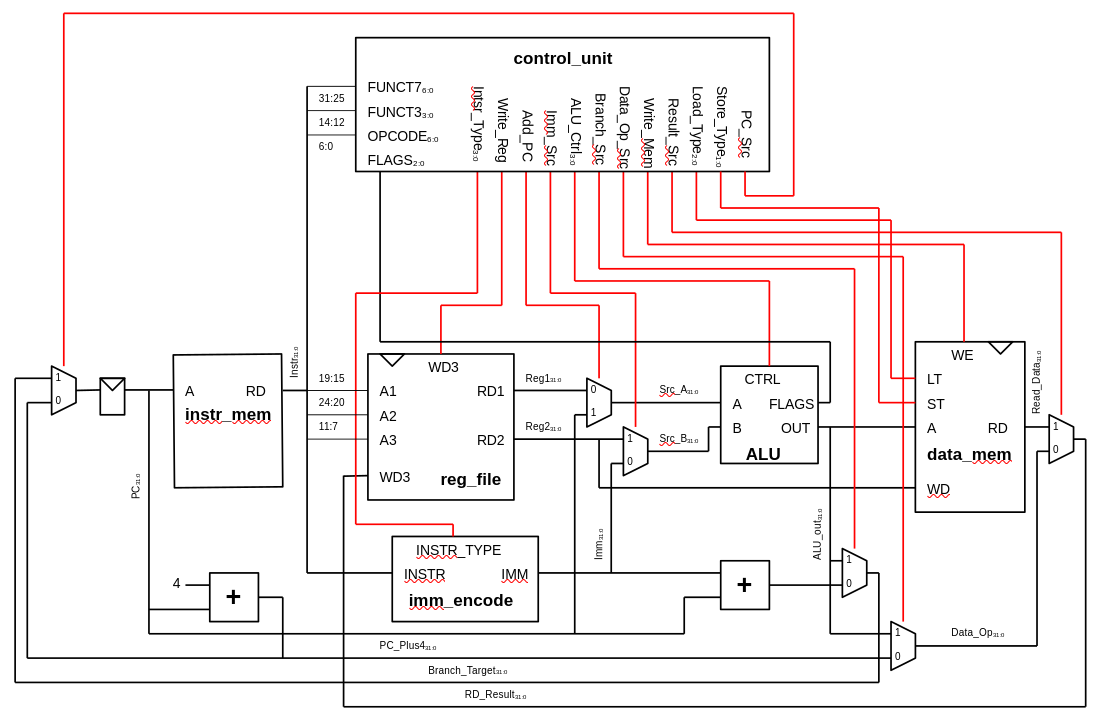 control_unit
FUNCT7 6:0
FUNCT3 3:0
OPCODE 6:0
FLAGS 2:0
31:25
14:12
6:0
Intsr_Type 3:0
Write_Reg
Add_PC
Imm_Src
ALU_Ctrl 3:0
Branch_Src
Data_Op_Src
Write_Mem
Result_Src
Load_Type 2:0
Store_Type 1:0
PC_Src
1
0
A
RD
instr_mem
Instr 31:0
19:15
24:20
11:7
WD3
A1
A2
A3
WD3
RD1
RD2
reg_file
Reg1 31:0
Reg2 31:0
0
1
1
0
Src_A 31:0
Src_B 31:0
CTRL
A
B
FLAGS
OUT
ALU
WE
LT
ST
A
RD
data_mem
WD
Read_Data 31:0
1
0
PC 31:0
INSTR_TYPE
INSTR
IMM
imm_encode
Imm 31:0
ALU_out 31:0
1
0
4
+
+
1
0
Data_Op 31:0
PC_Plus4 31:0
Branch_Target 31:0
RD_Result 31:0